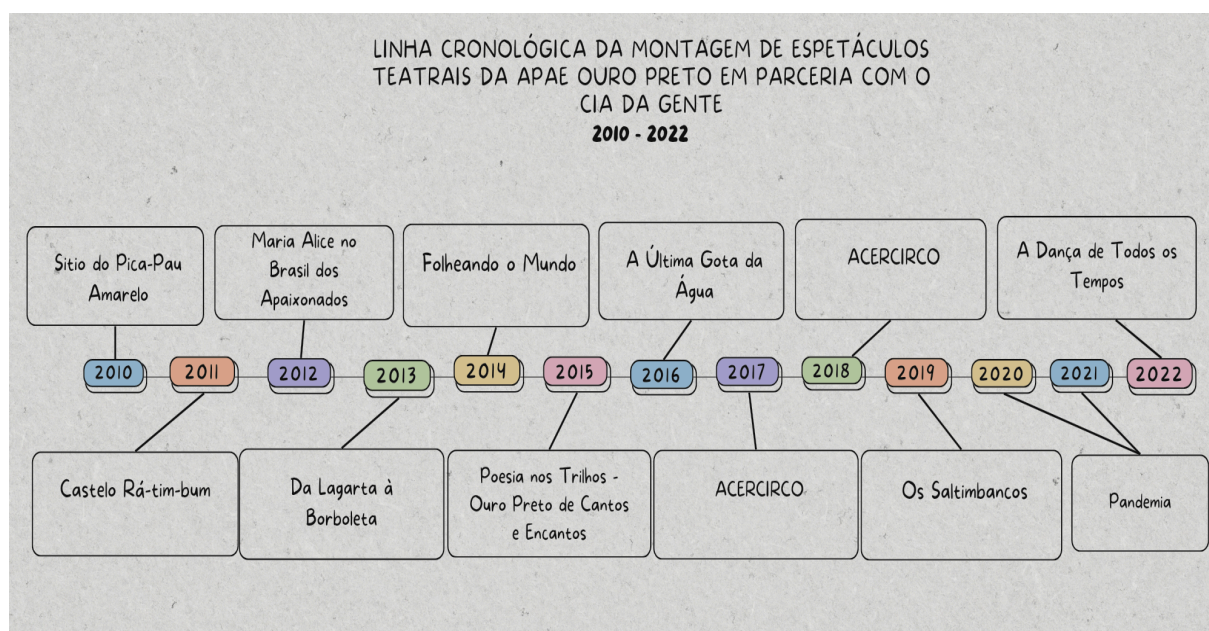 LINHA CRONOLÓGICA DA MONTAGEM DE ESPETÁCULOS
TEATRAIS DA APAE OURO PRETO EM PARCERIA COM O
CIA DA GENTE
2010 - 2022
Sitio do Pica-Pau
Amarelo
Maria Alice no
Brasil dos
Apaixonados
Folheando o Mundo
A Última Gota da
Água
ACERCIRCO
A Dança de Todos os
Tempos
2010
2011
2012
2013
2014
2015
2016
2017
2018
2019
2020
2021
2022
Castelo Rá-tim-bum
Da Lagarta à
Borboleta
Poesia nos Trilhos -
Ouro Preto de Cantos
e Encantos
ACERCIRCO
Os Saltimbancos
Pandemia